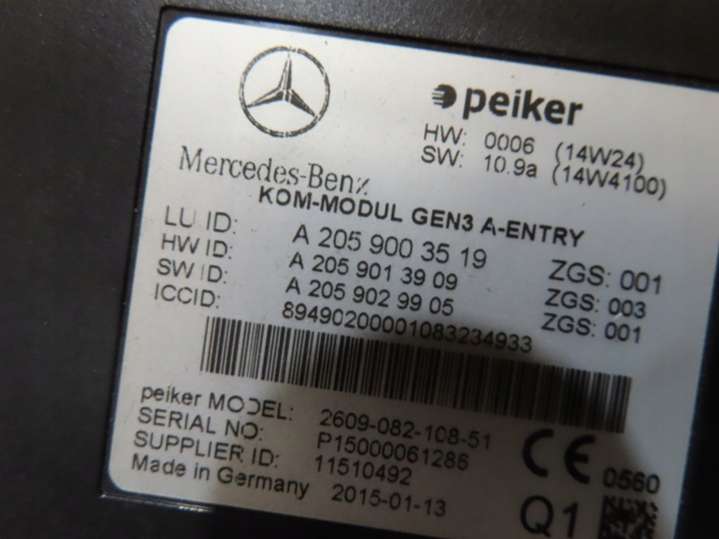 peiker
HW: 0006 (14W24)
SW: 10.9a (14W4100)
Mercedes-Benz
KOM-MODUL GEN3 A-ENTRY
LU ID: A 205 900 35 19 ZGS: 001
HW ID: A 205 901 39 09 ZGS: 003
SW ID: A 205 902 99 05 ZGS: 001
ICCID: 89490200001083234933
peiker MODEL: 2609-082-108-51
SERIAL NO: P15000061286
SUPPLIER ID: 11510492
Made in Germany 2015-01-13
CE 0560
Q1